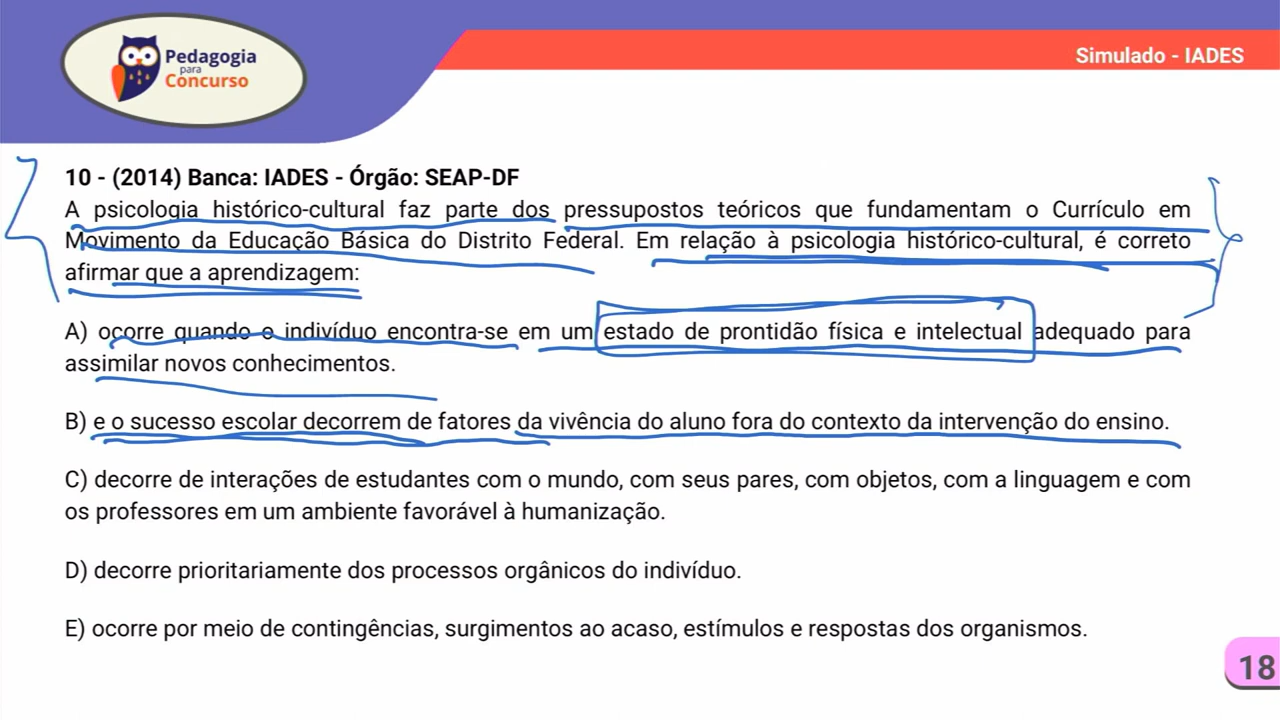 Pedagogia
para
Concurso
Simulado - IADES
10 - (2014) Banca: IADES - Órgão: SEAP-DF
A psicologia histórico-cultural faz parte dos pressupostos teóricos que fundamentam o Currículo em
Movimento da Educação Básica do Distrito Federal. Em relação à psicologia histórico-cultural, é correto
afirmar que a aprendizagem:
A) ocorre quando o indivíduo encontra-se em um estado de prontidão física e intelectual adequado para
assimilar novos conhecimentos.
B) e o sucesso escolar decorrem de fatores da vivência do aluno fora do contexto da intervenção do ensino.
C) decorre de interações de estudantes com o mundo, com seus pares, com objetos, com a linguagem e com
os professores em um ambiente favorável à humanização.
D) decorre prioritariamente dos processos orgânicos do indivíduo.
E) ocorre por meio de contingências, surgimentos ao acaso, estímulos e respostas dos organismos.
18